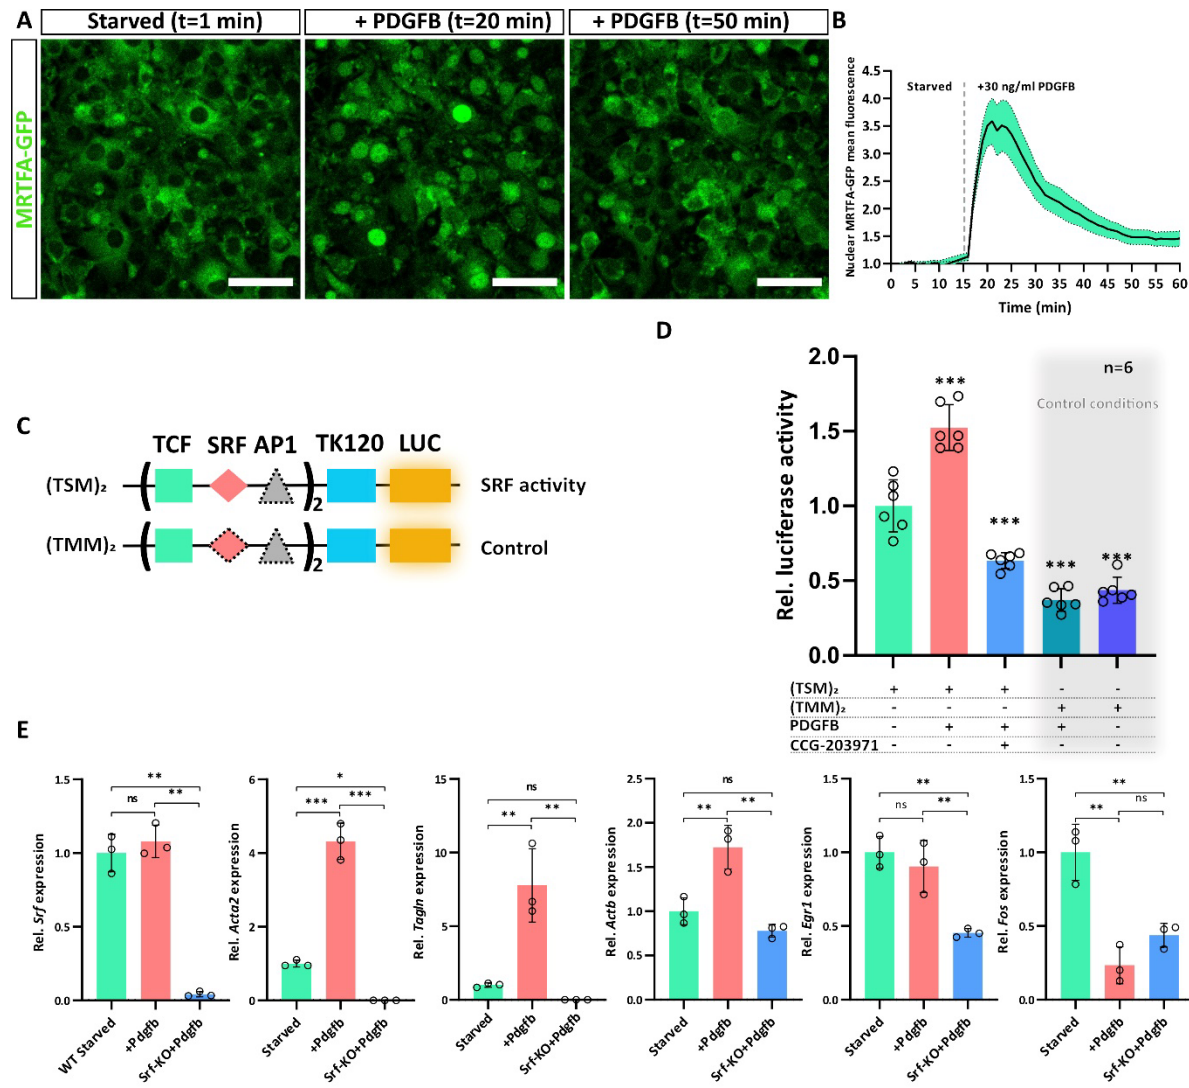 A
Starved (t=1 min)
+ PDGFB (t=20 min)
+ PDGFB (t=50 min)
MRTFA-GFP
B
Nuclear MRTFA-GFP mean fluorescence
4.5
4.0
3.5
3.0
2.5
2.0
1.5
1.0
Starved
+30 ng/ml PDGFB
0 5 10 15 20 25 30 35 40 45 50 55 60
Time (min)
C
TCF SRF AP1 TK120 LUC
(TSM)₂ ( ) 2 SRF activity
(TMM)₂ ( ) 2 Control
D
Rel. luciferase activity
2.0
1.5
1.0
0.5
0.0
n=6
Control conditions
***
***
***
***
(TSM)₂ + + + - -
(TMM)₂ - - - + +
PDGFB - + + + -
CCG-203971 - - + - -
E
Rel. Srf expression
1.5
1.0
0.5
0.0
**
ns
**
WT Starved
+Pdgfb
Srf-KO+Pdgfb
Rel. Acta2 expression
6
4
2
0
*
***
***
Starved
+Pdgfb
Srf-KO+Pdgfb
Rel. Tagln expression
15
10
5
0
ns
**
**
Starved
+Pdgfb
Srf-KO+Pdgfb
Rel. Actb expression
2.5
2.0
1.5
1.0
0.5
0.0
ns
**
**
Starved
+Pdgfb
Srf-KO+Pdgfb
Rel. Egr1 expression
1.5
1.0
0.5
0.0
**
ns
**
Starved
+Pdgfb
Srf-KO+Pdgfb
Rel. Fos expression
1.5
1.0
0.5
0.0
**
**
ns
Starved
+Pdgfb
Srf-KO+Pdgfb